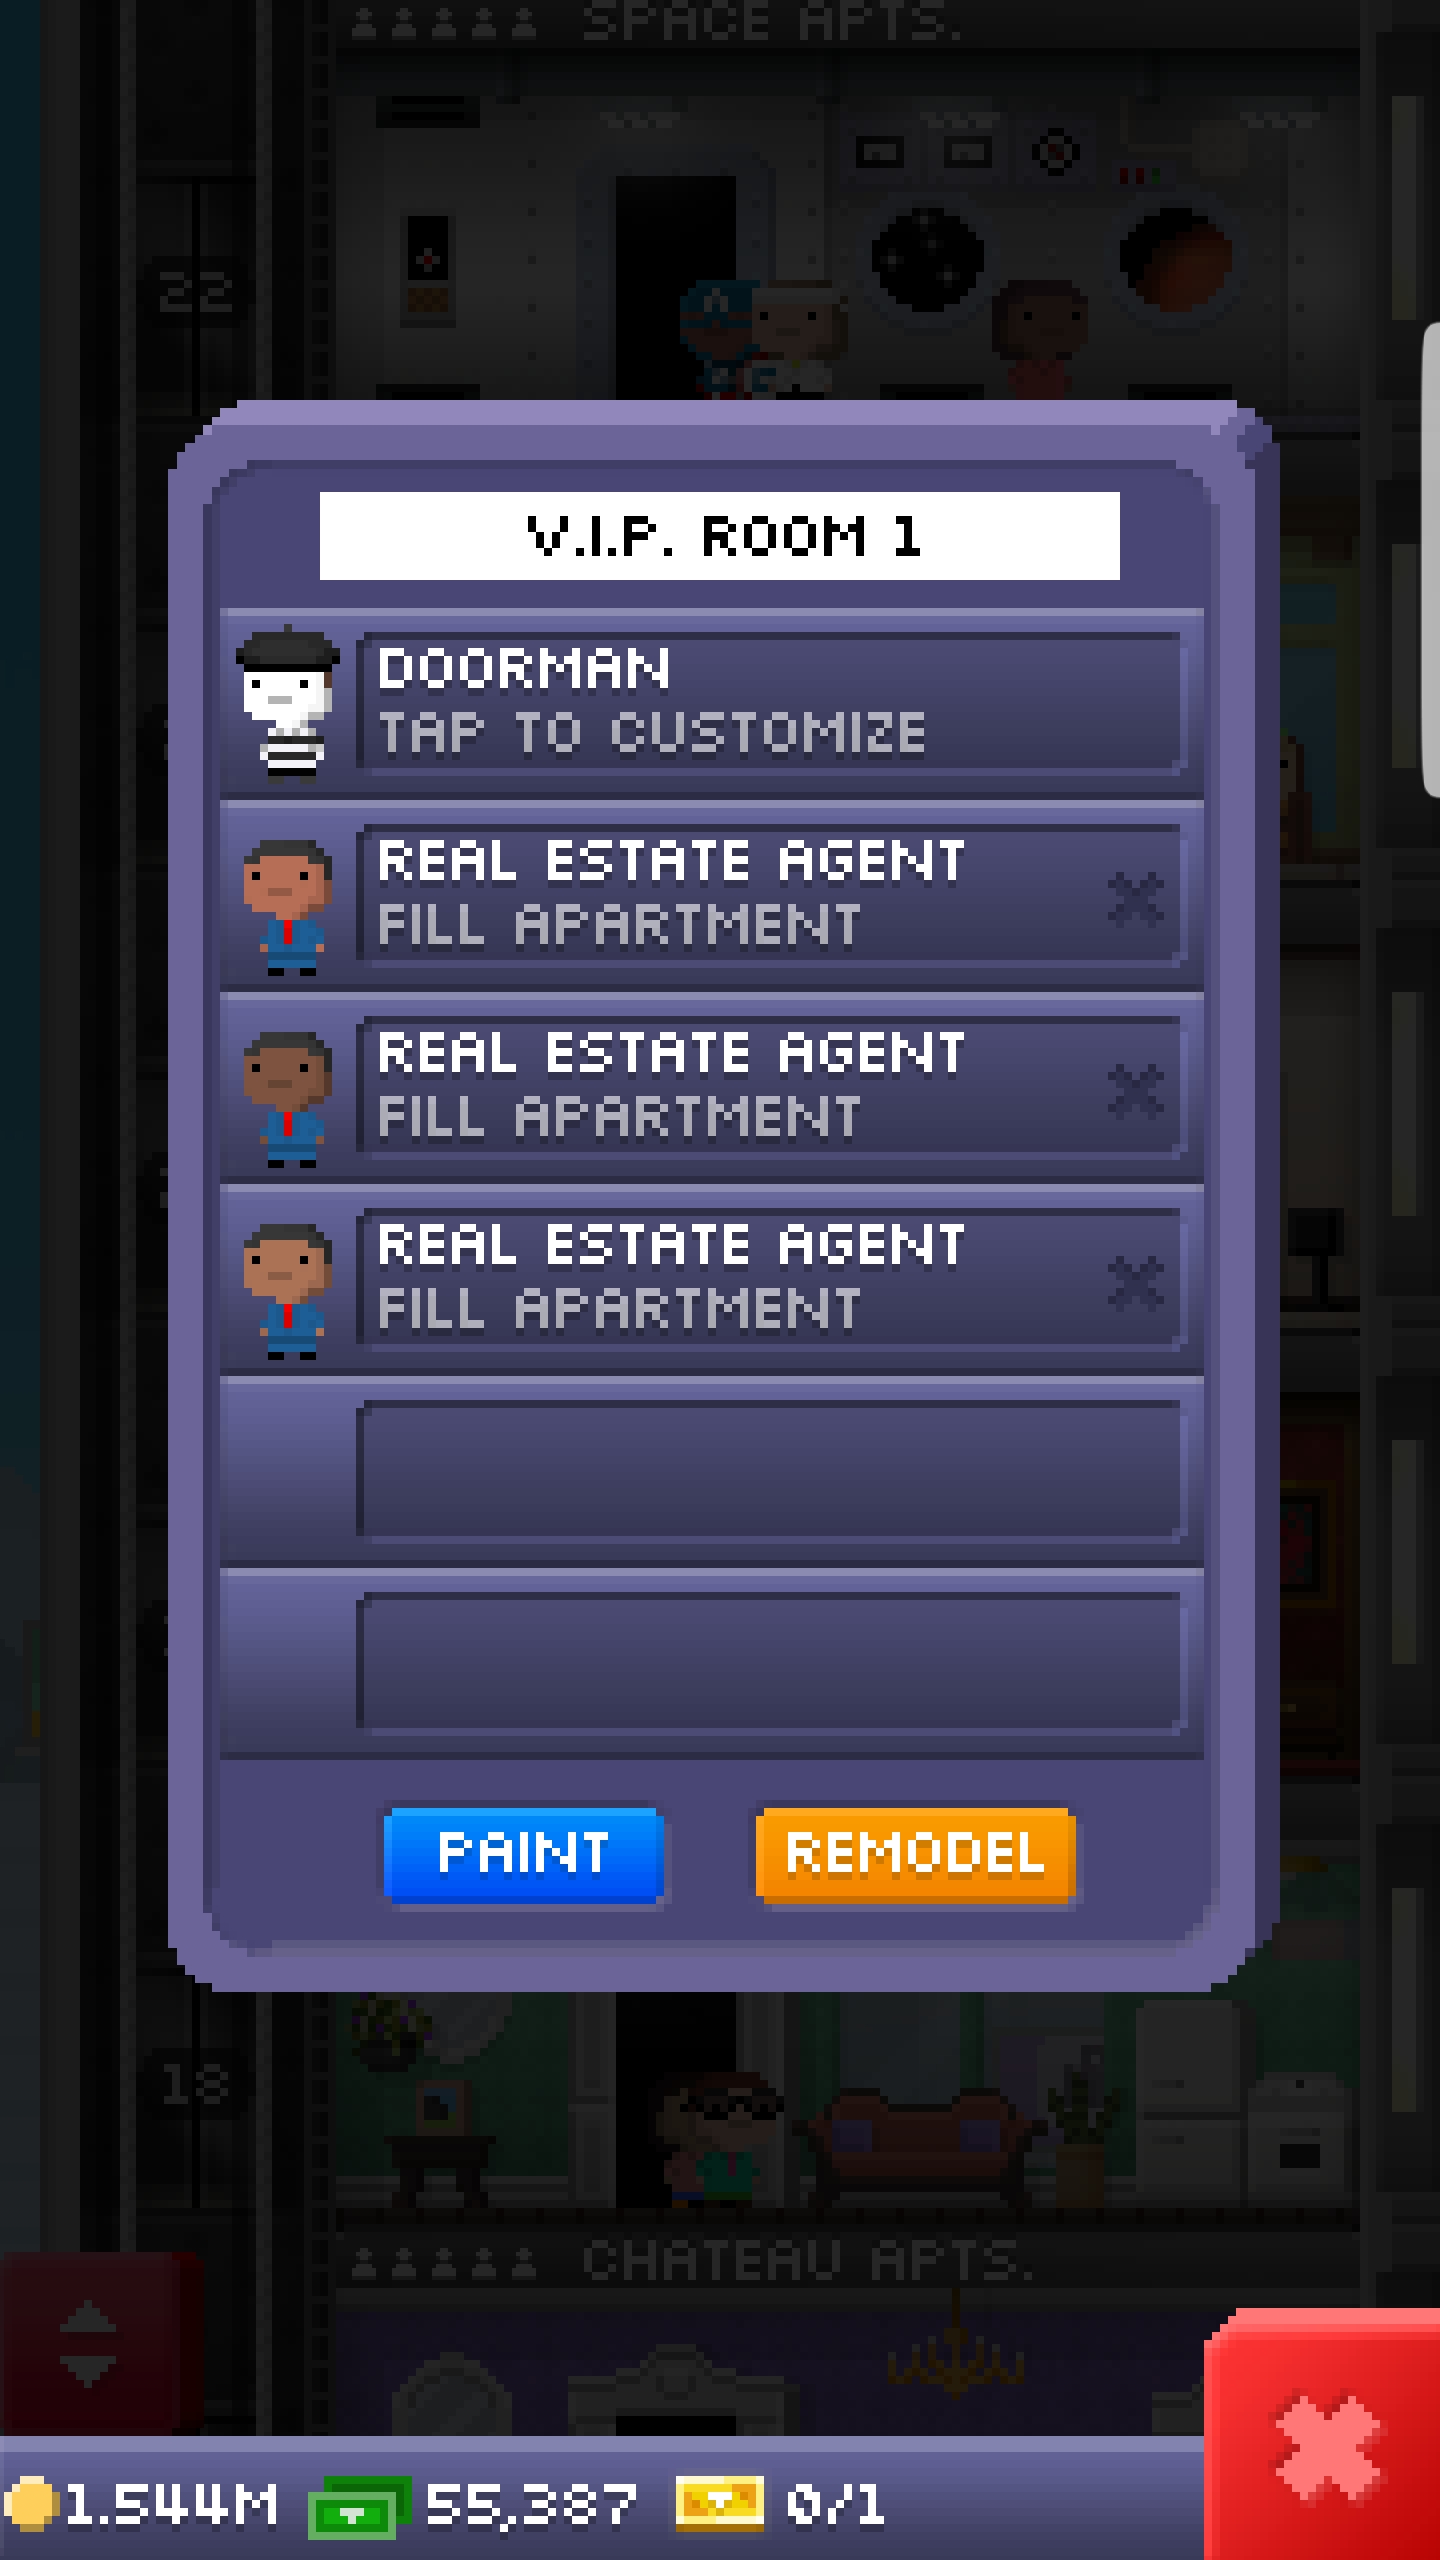 SPACE APTS.
22
V.I.P. ROOM 1
DOORMAN
TAP TO CUSTOMIZE
REAL ESTATE AGENT
FILL APARTMENT
REAL ESTATE AGENT
FILL APARTMENT
REAL ESTATE AGENT
FILL APARTMENT
PAINT
REMODEL
18
CHATEAU APTS.
1.544M
55,387
0/1